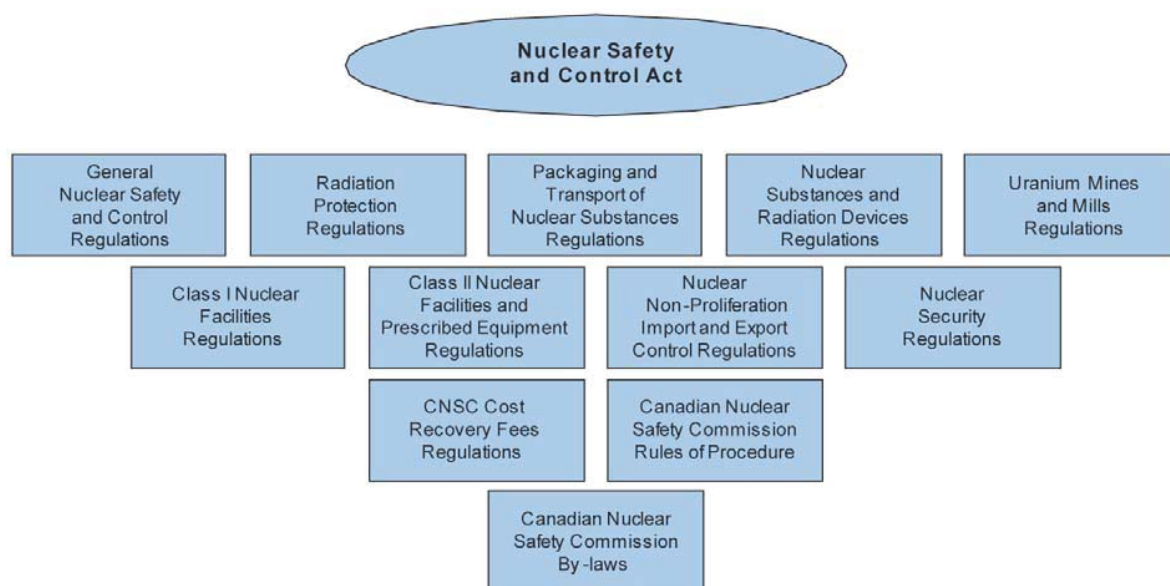 Nuclear Safety
and Control Act
General
Nuclear Safety
and Control
Regulations
Radiation
Protection
Regulations
Packaging and
Transport of
Nuclear Substances
Regulations
Nuclear
Substances and
Radiation Devices
Regulations
Uranium Mines
and Mills
Regulations
Class I Nuclear
Facilities
Regulations
Class II Nuclear
Facilities and
Prescribed Equipment
Regulations
Nuclear
Non-Proliferation
Import and Export
Control Regulations
Nuclear
Security
Regulations
CNSC Cost
Recovery Fees
Regulations
Canadian Nuclear
Safety Commission
Rules of Procedure
Canadian Nuclear
Safety Commission
By-laws